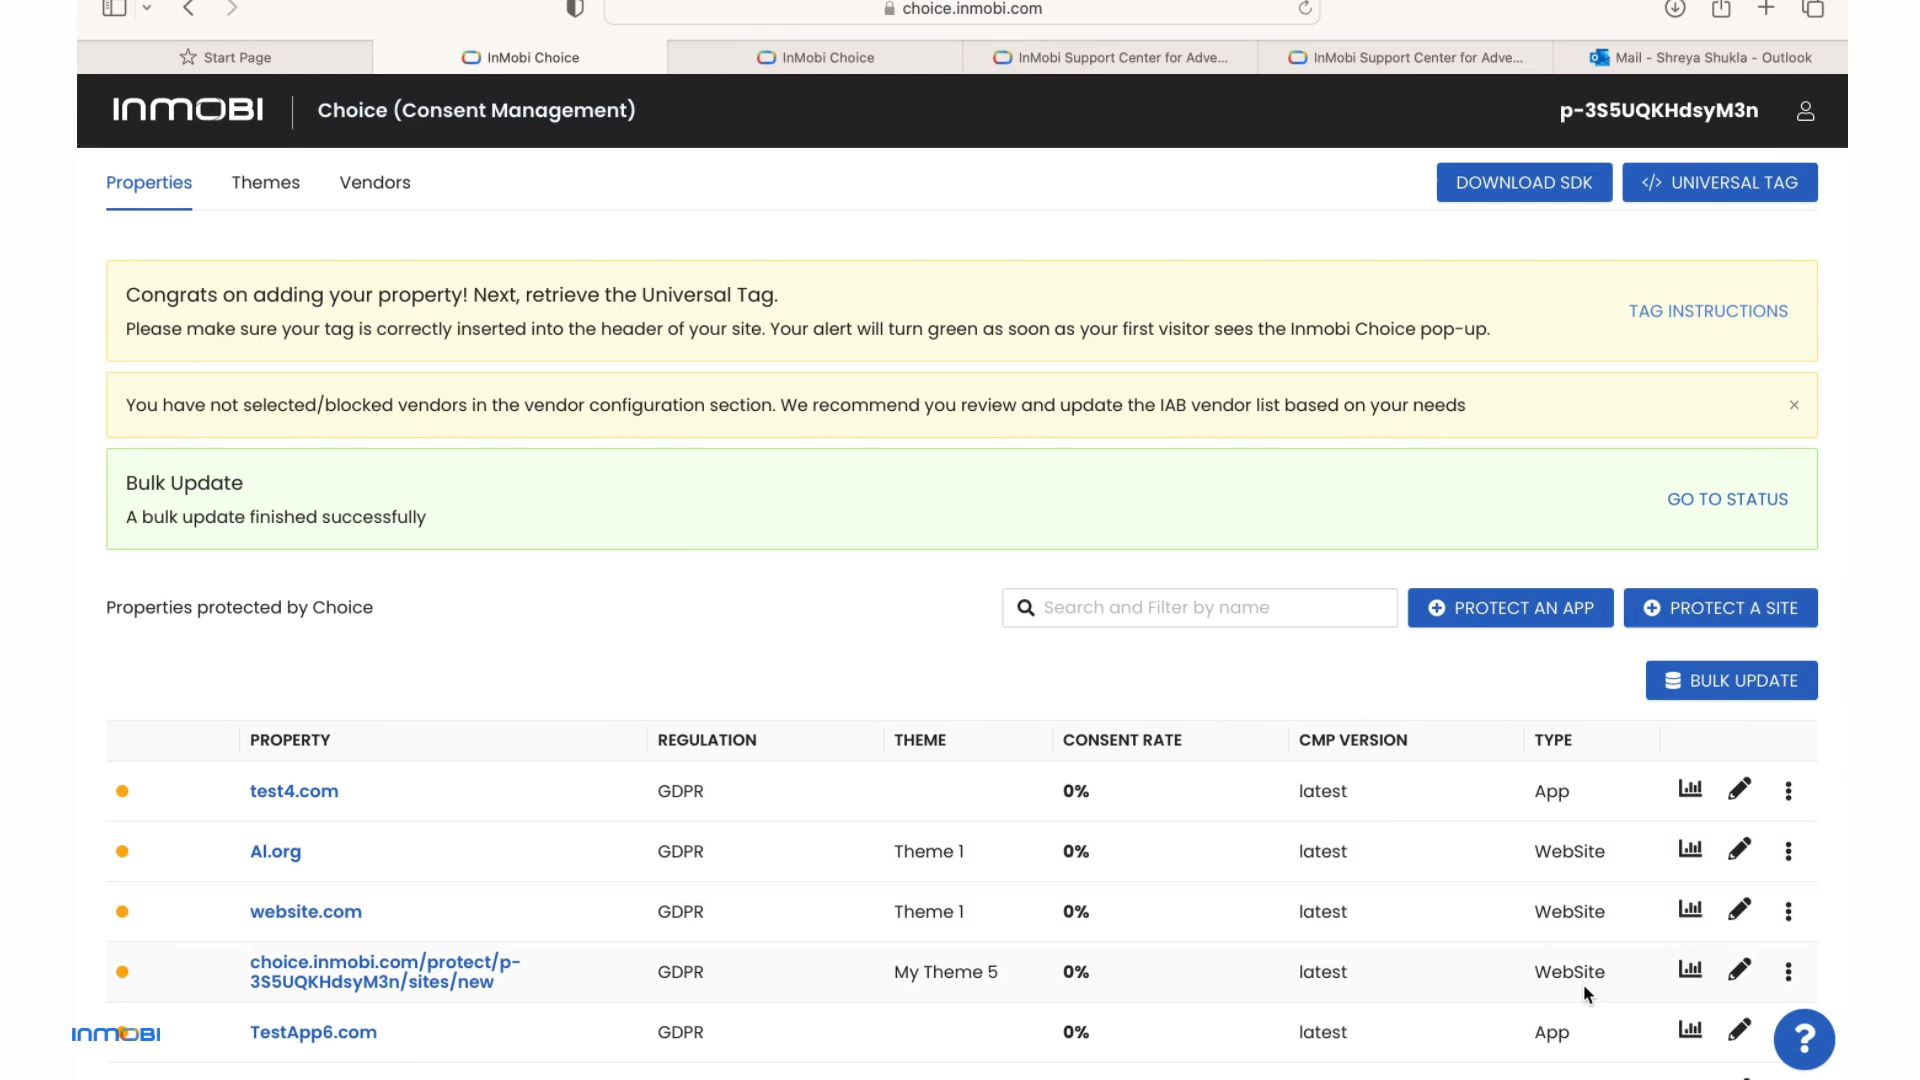 choice.inmobi.com
Start Page
InMobi Choice
InMobi Choice
InMobi Support Center for Adve...
InMobi Support Center for Adve...
Mail - Shreya Shukla - Outlook
INMOBI
Choice (Consent Management)
p-3S5UQKHdsyM3n
Properties
Themes
Vendors
DOWNLOAD SDK
</> UNIVERSAL TAG
Congrats on adding your property! Next, retrieve the Universal Tag.
Please make sure your tag is correctly inserted into the header of your site. Your alert will turn green as soon as your first visitor sees the Inmobi Choice pop-up.
TAG INSTRUCTIONS
You have not selected/blocked vendors in the vendor configuration section. We recommend you review and update the IAB vendor list based on your needs
Bulk Update
A bulk update finished successfully
GO TO STATUS
Properties protected by Choice
Search and Filter by name
PROTECT AN APP
PROTECT A SITE
BULK UPDATE
PROPERTY REGULATION THEME CONSENT RATE CMP VERSION TYPE
test4.com GDPR 0% latest App
AI.org GDPR Theme 1 0% latest WebSite
website.com GDPR Theme 1 0% latest WebSite
choice.inmobi.com/protect/p-
3S5UQKHdsyM3n/sites/new GDPR My Theme 5 0% latest WebSite
TestApp6.com GDPR 0% latest App
INMOBI
?